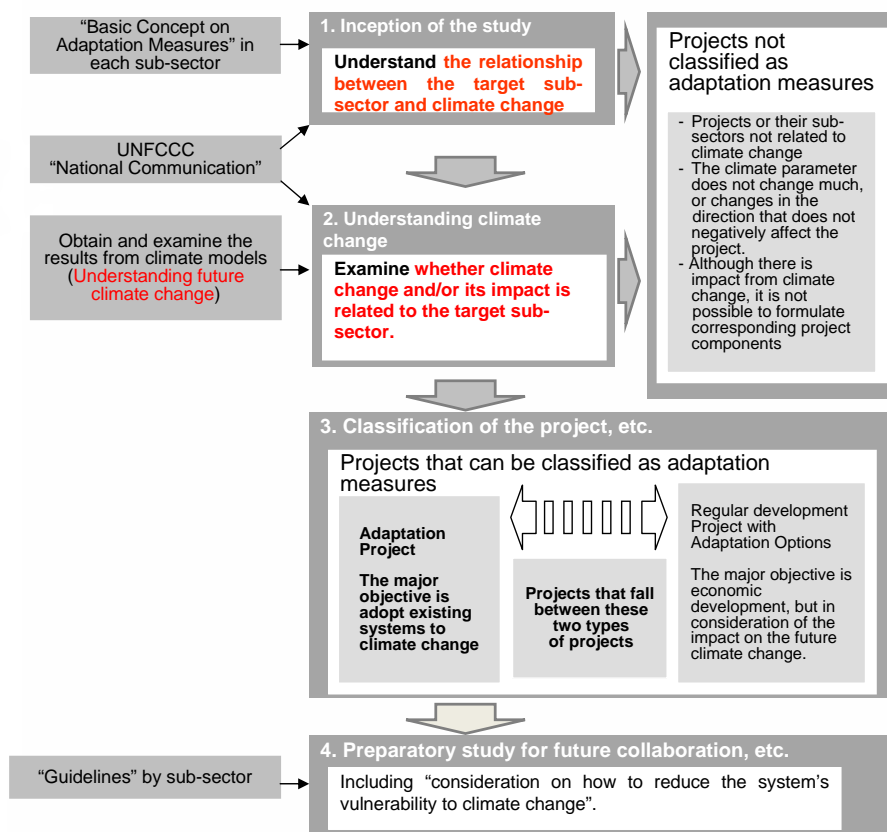 “Basic Concept on
Adaptation Measures” in
each sub-sector
UNFCCC
“National Communication”
Obtain and examine the
results from climate models
(Understanding future
climate change)
1. Inception of the study
Understand the relationship
between the target sub-
sector and climate change
2. Understanding climate
change
Examine whether climate
change and/or its impact is
related to the target sub-
sector.
Projects not
classified as
adaptation measures
- Projects or their sub-
sectors not related to
climate change
- The climate parameter
does not change much,
or changes in the
direction that does not
negatively affect the
project.
- Although there is
impact from climate
change, it is not
possible to formulate
corresponding project
components
3. Classification of the project, etc.
Projects that can be classified as adaptation
measures
Adaptation
Project
The major
objective is
adopt existing
systems to
climate change
Projects that fall
between these
two types
of projects
Regular development
Project with
Adaptation Options
The major objective is
economic
development, but in
consideration of the
impact on the future
climate change.
“Guidelines” by sub-sector
4. Preparatory study for future collaboration, etc.
Including “consideration on how to reduce the system’s
vulnerability to climate change”.